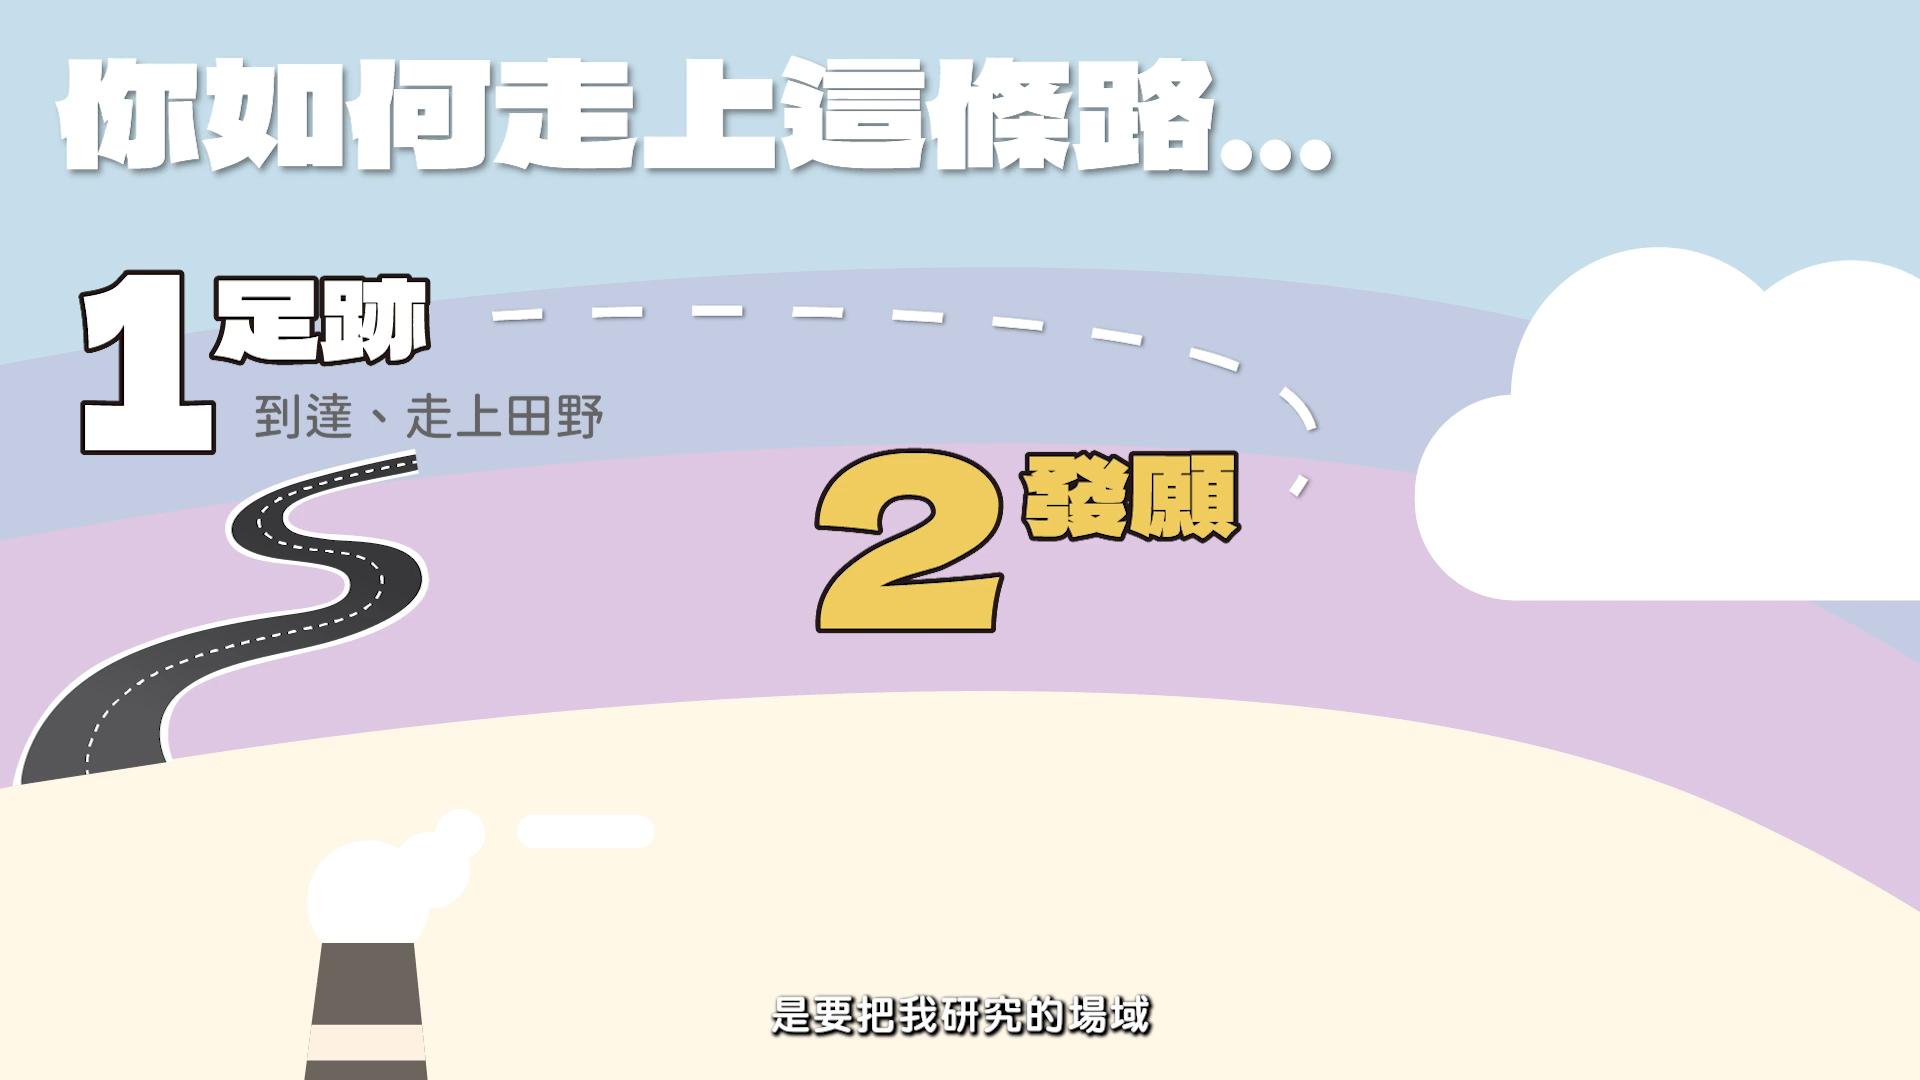 你如何走上這條路...
1 足跡
到達、走上田野
2 發願
是要把我研究的場域